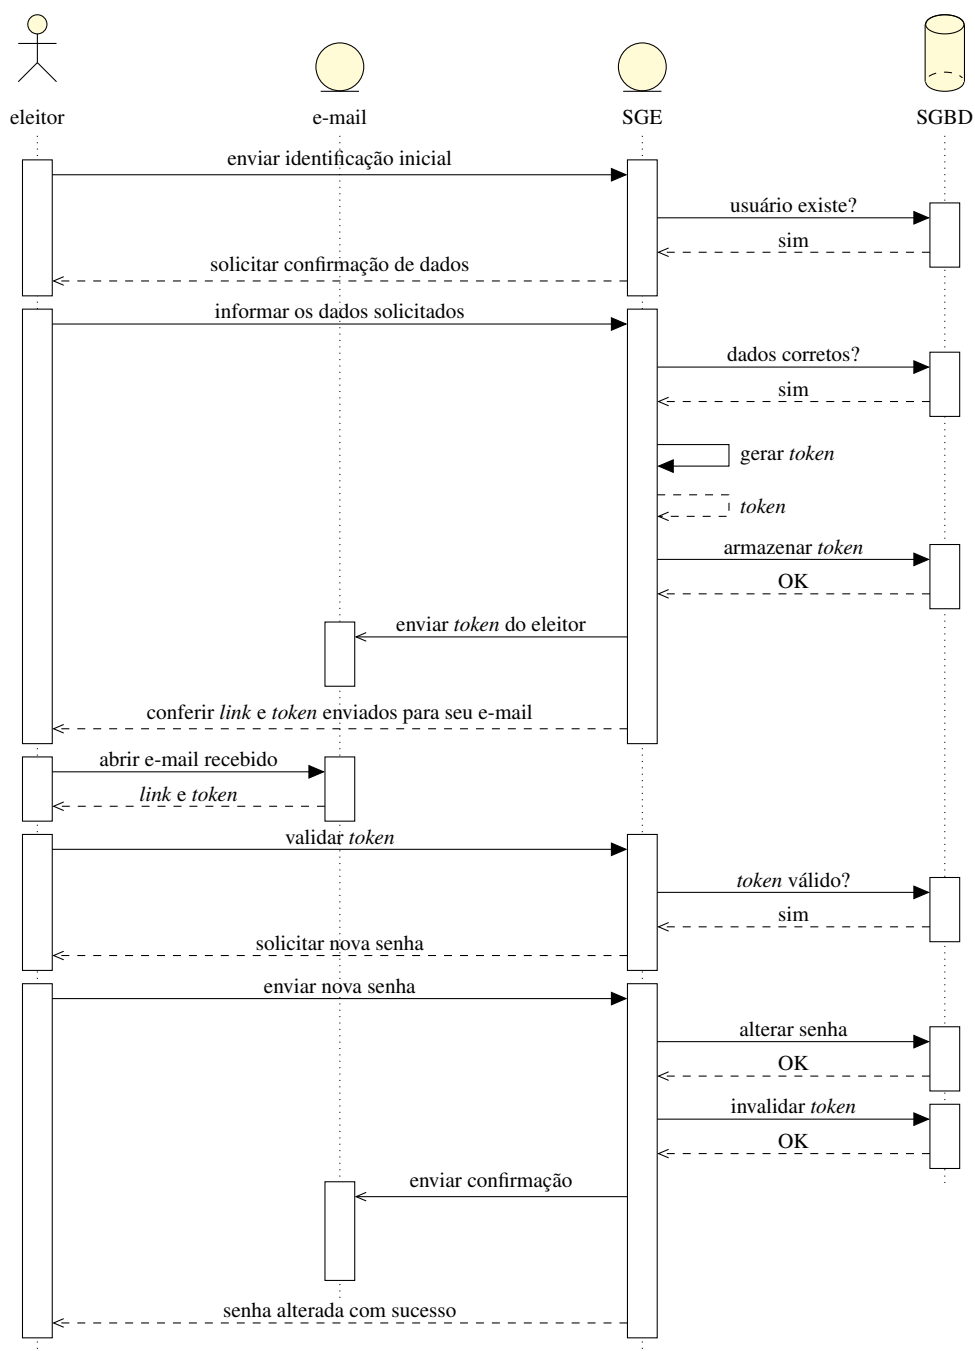 eleitor
e-mail
SGE
SGBD
enviar identificação inicial
usuário existe?
sim
solicitar confirmação de dados
informar os dados solicitados
dados corretos?
sim
gerar token
token
armazenar token
OK
enviar token do eleitor
conferir link e token enviados para seu e-mail
abrir e-mail recebido
link e token
validar token
token válido?
sim
solicitar nova senha
enviar nova senha
alterar senha
OK
invalidar token
OK
enviar confirmação
senha alterada com sucesso